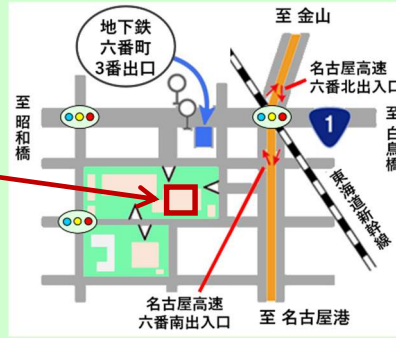 至 金山
地下鉄
六番町
3番出口
名古屋高速
六番北出入口
至
昭和橋
1
至
白鳥橋
東海道新幹線
名古屋高速
六番南出入口
至 名古屋港